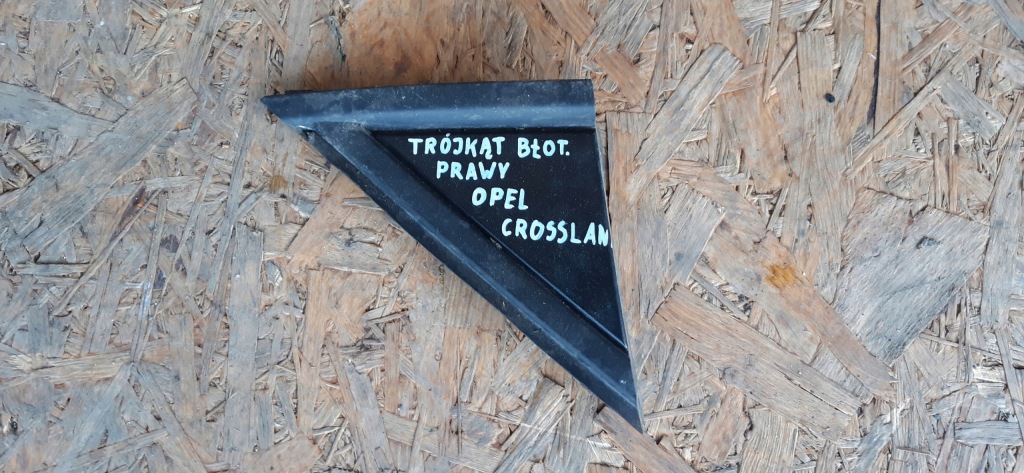 TRÓJKĄT BŁOT.
PRAWY
OPEL
CROSSLAN